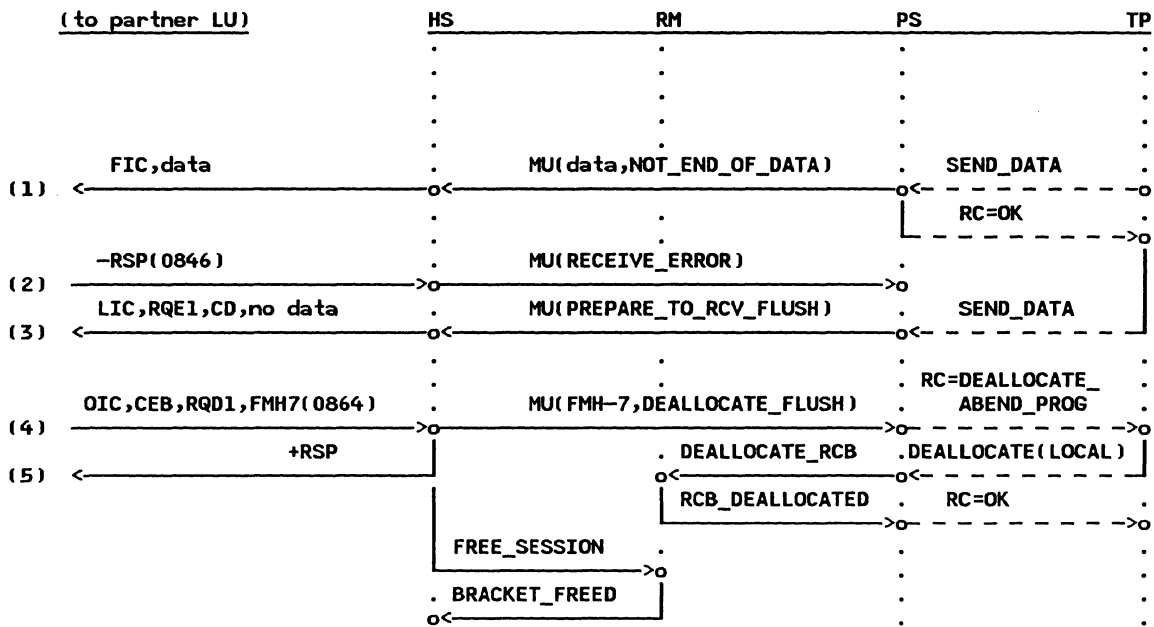 (to partner LU) HS RM PS TP
FIC,data MU(data,NOT_END_OF_DATA) SEND_DATA
(1)
RC=OK
-RSP(0846) MU(RECEIVE_ERROR)
(2)
LIC,RQE1,CD,no data MU(PREPARE_TO_RCV_FLUSH) SEND_DATA
(3)
RC=DEALLOCATE_
OIC,CEB,RQD1,FMH7(0864) MU(FMH-7,DEALLOCATE_FLUSH) ABEND_PROG
(4)
+RSP DEALLOCATE_RCB DEALLOCATE(LOCAL)
(5)
RCB_DEALLOCATED RC=OK
FREE_SESSION
BRACKET_FREED